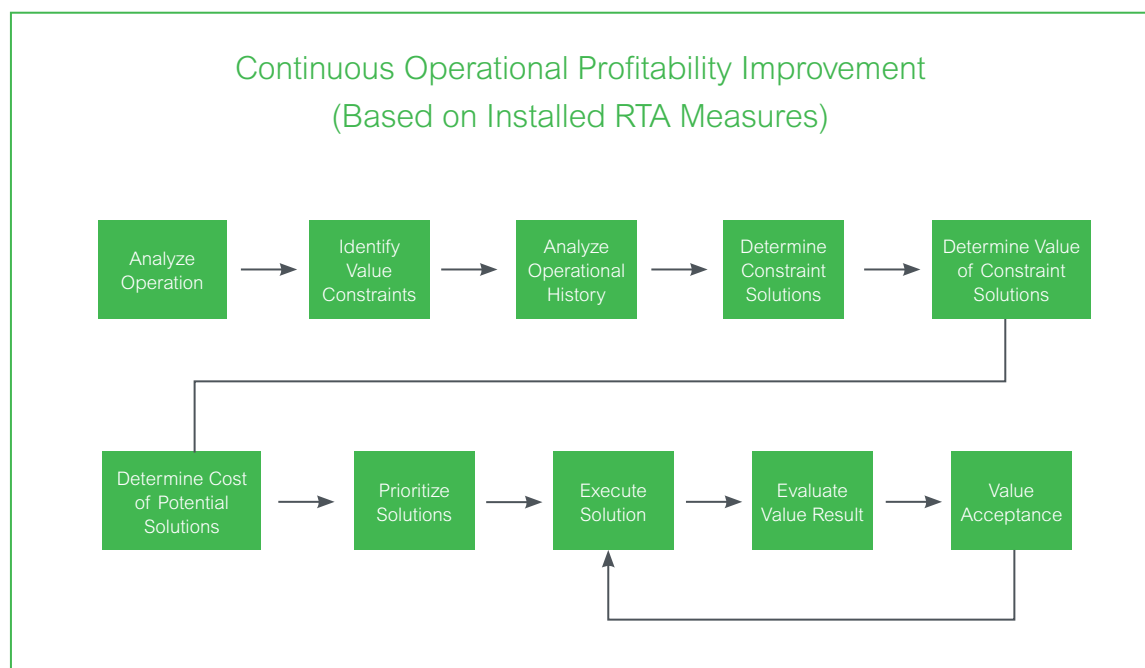 Continuous Operational Profitability Improvement
(Based on Installed RTA Measures)
Analyze
Operation
Identify
Value
Constraints
Analyze
Operational
History
Determine
Constraint
Solutions
Determine Value
of Constraint
Solutions
Determine Cost
of Potential
Solutions
Prioritize
Solutions
Execute
Solution
Evaluate
Value Result
Value
Acceptance